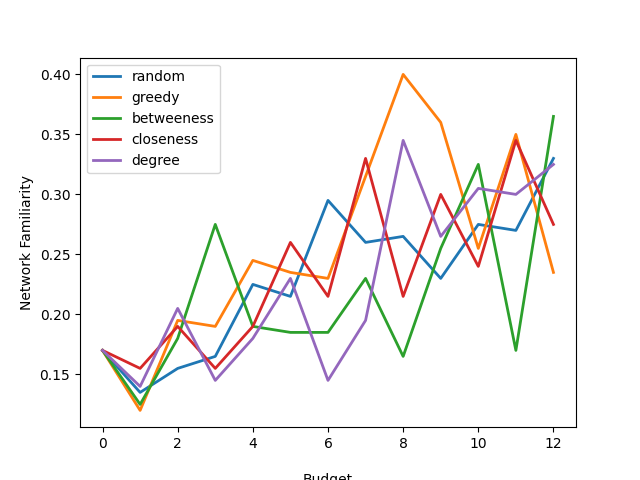 0.40
0.35
0.30
0.25
0.20
0.15
Network Familiarity
random
greedy
betweeness
closeness
degree
0 2 4 6 8 10 12
Budget